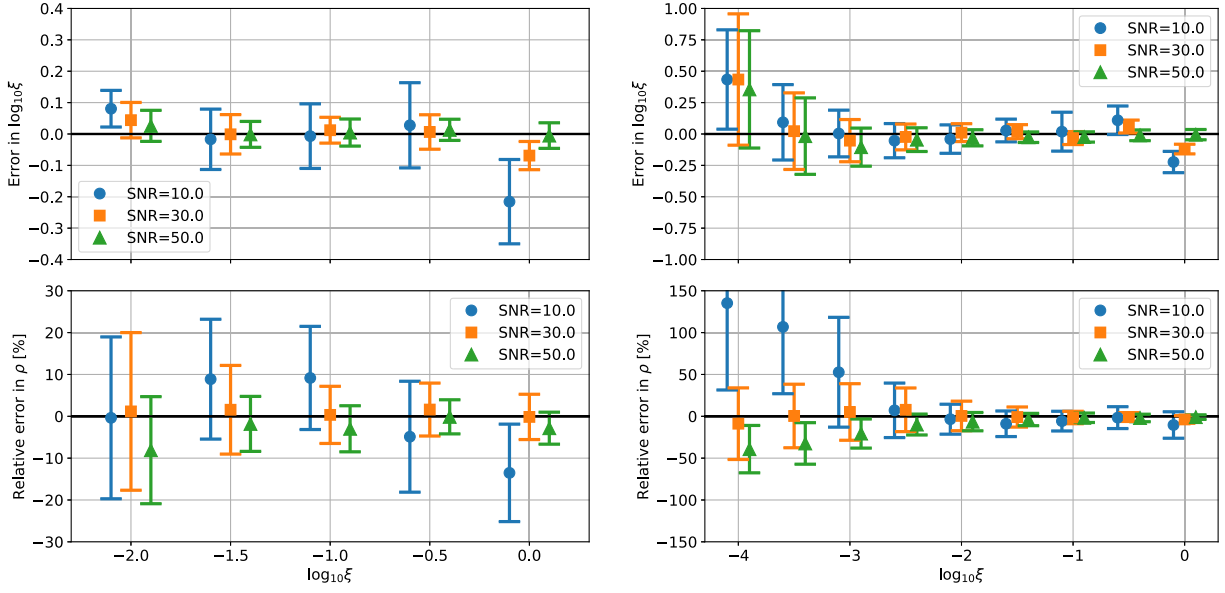 0.4
0.3
0.2
0.1
0.0
−0.1
−0.2
−0.3
−0.4
Error in log₁₀ξ
SNR=10.0
SNR=30.0
SNR=50.0
1.00
0.75
0.50
0.25
0.00
−0.25
−0.50
−0.75
−1.00
Error in log₁₀ξ
SNR=10.0
SNR=30.0
SNR=50.0
30
20
10
0
−10
−20
−30
Relative error in ρ [%]
SNR=10.0
SNR=30.0
SNR=50.0
−2.0 −1.5 −1.0 −0.5 0.0
log₁₀ξ
150
100
50
0
−50
−100
−150
Relative error in ρ [%]
SNR=10.0
SNR=30.0
SNR=50.0
−4 −3 −2 −1 0
log₁₀ξ